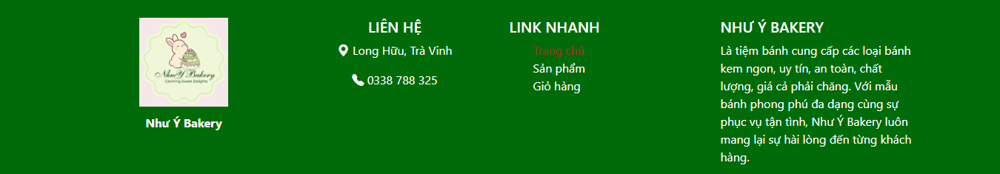 NhưÝ Bakery
Catching Sweet Delights
Như Ý Bakery
LIÊN HỆ
Long Hữu, Trà Vinh
0338 788 325
LINK NHANH
Trang chủ
Sản phẩm
Giỏ hàng
NHƯ Ý BAKERY
Là tiệm bánh cung cấp các loại bánh
kem ngon, uy tín, an toàn, chất
lượng, giá cả phải chăng. Với mẫu
bánh phong phú đa dạng cùng sự
phục vụ tận tình, Như Ý Bakery luôn
mang lại sự hài lòng đến từng khách
hàng.